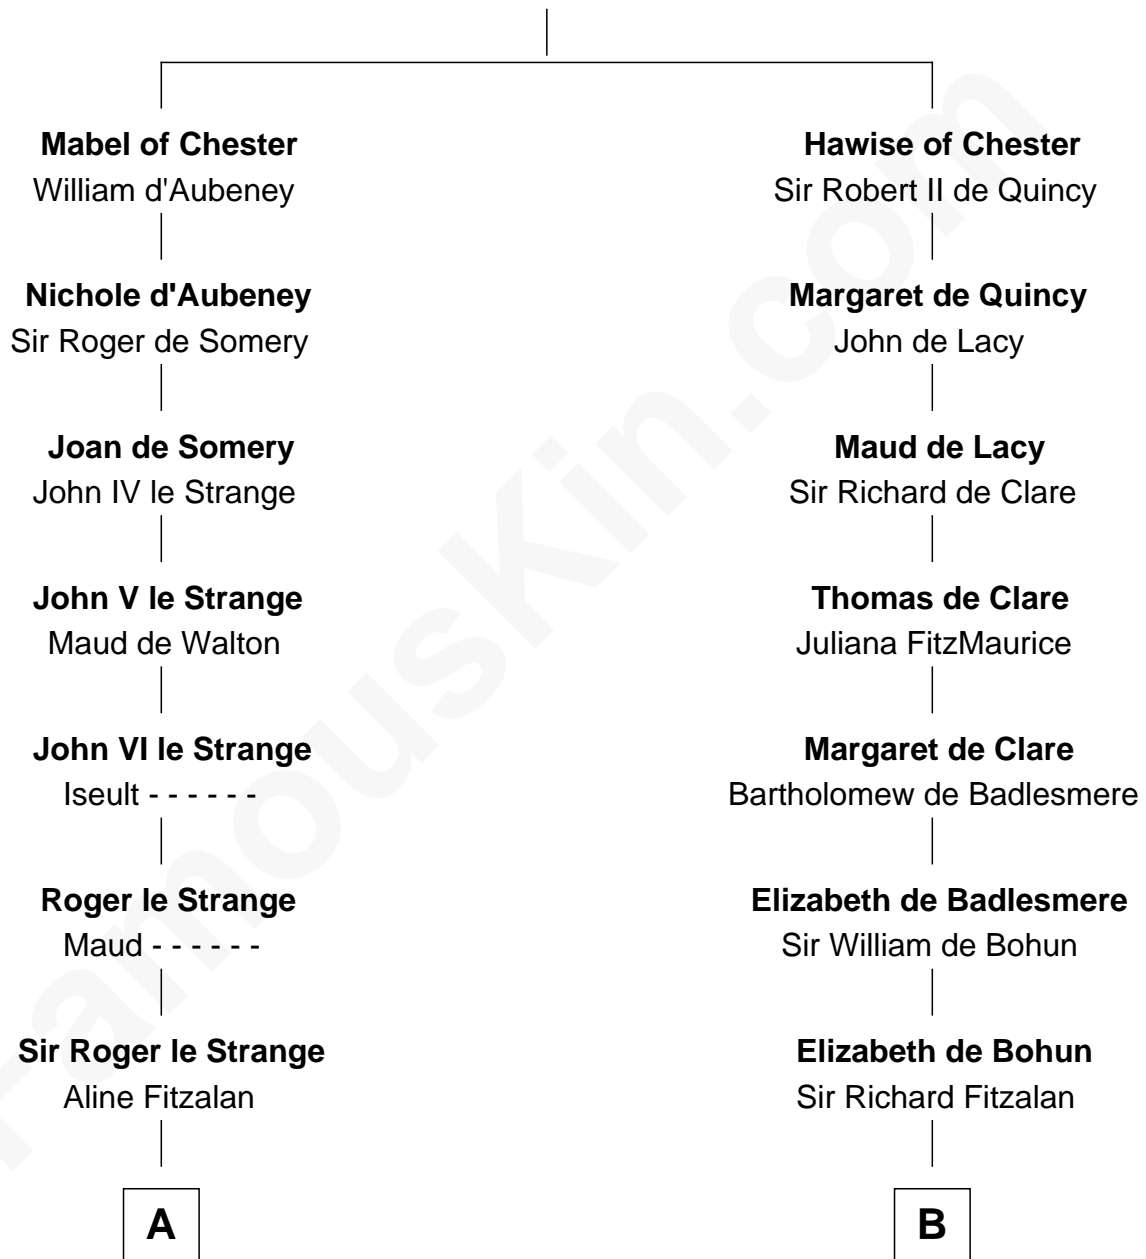 Mabel of Chester
William d'Aubeney
Nichole d'Aubeney
Sir Roger de Somery
Joan de Somery
John IV le Strange
John V le Strange
Maud de Walton
John VI le Strange
Iseult - - - - - -
Roger le Strange
Maud - - - - - -
Sir Roger le Strange
Aline Fitzalan
A
Hawise of Chester
Sir Robert II de Quincy
Margaret de Quincy
John de Lacy
Maud de Lacy
Sir Richard de Clare
Thomas de Clare
Juliana FitzMaurice
Margaret de Clare
Bartholomew de Badlesmere
Elizabeth de Badlesmere
Sir William de Bohun
Elizabeth de Bohun
Sir Richard Fitzalan
B
FamousKin.com